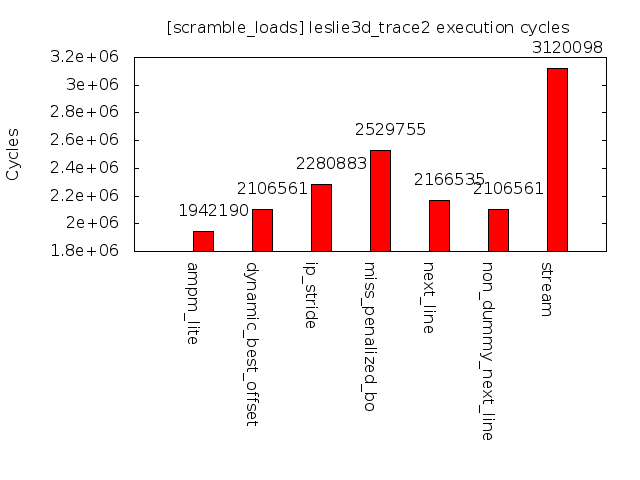 [scramble_loads] leslie3d_trace2 execution cycles
Cycles
3.2e+06
3e+06
2.8e+06
2.6e+06
2.4e+06
2.2e+06
2e+06
1.8e+06
1942190
2106561
2280883
2529755
2166535
2106561
3120098
ampm_lite
dynamic_best_offset
ip_stride
miss_penalized_bo
next_line
non_dummy_next_line
stream